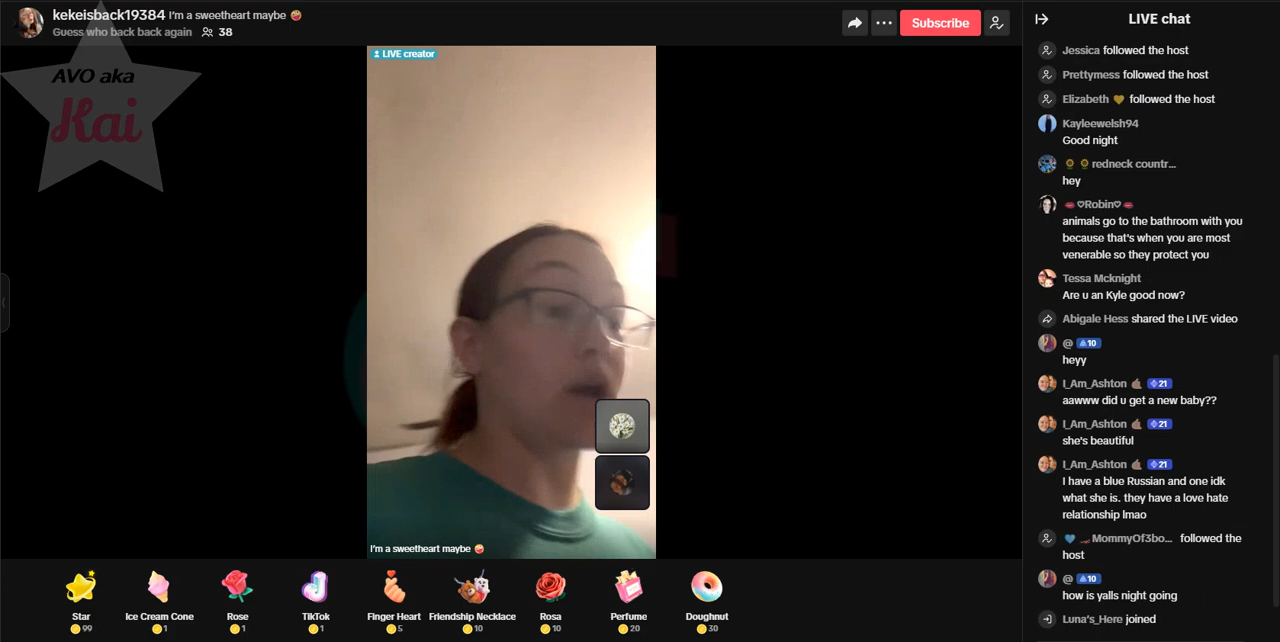 kekeisback19384 I'm a sweetheart maybe 🤪
Guess who back back again 38
Subscribe
LIVE chat
AVO aka
Kai
LIVE creator
I'm a sweetheart maybe 🤪
Star
99
Ice Cream Cone
1
Rose
1
TikTok
1
Finger Heart
5
Friendship Necklace
10
Rosa
10
Perfume
20
Doughnut
30
Jessica followed the host
Prettymess followed the host
Elizabeth 💛 followed the host
Kayleewelsh94
Good night
🌻 🌻 redneck countr...
hey
💋 ♡Robin♡ 💋
animals go to the bathroom with you
because that's when you are most
venerable so they protect you
Tessa Mcknight
Are u an Kyle good now?
Abigale Hess shared the LIVE video
@ 10
heyy
I_Am_Ashton 🤙🏽 21
aawww did u get a new baby??
I_Am_Ashton 🤙🏽 21
she's beautiful
I_Am_Ashton 🤙🏽 21
I have a blue Russian and one idk
what she is. they have a love hate
relationship lmao
MommyOf3bo... followed the
host
@ 10
how is yalls night going
Luna's_Here joined